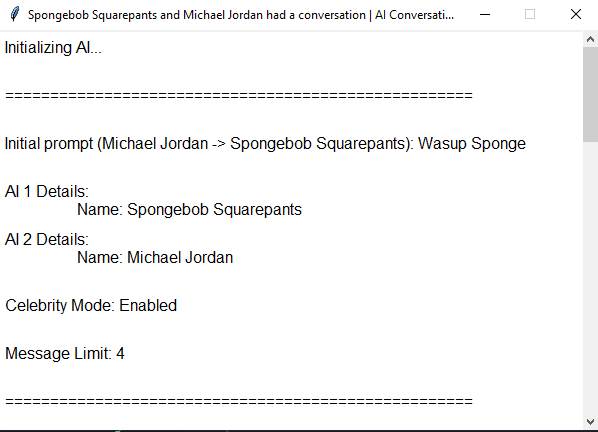 Spongebob Squarepants and Michael Jordan had a conversation | AI Conversati...
Initializing AI...
====================================================
Initial prompt (Michael Jordan -> Spongebob Squarepants): Wasup Sponge
AI 1 Details:
Name: Spongebob Squarepants
AI 2 Details:
Name: Michael Jordan
Celebrity Mode: Enabled
Message Limit: 4
====================================================